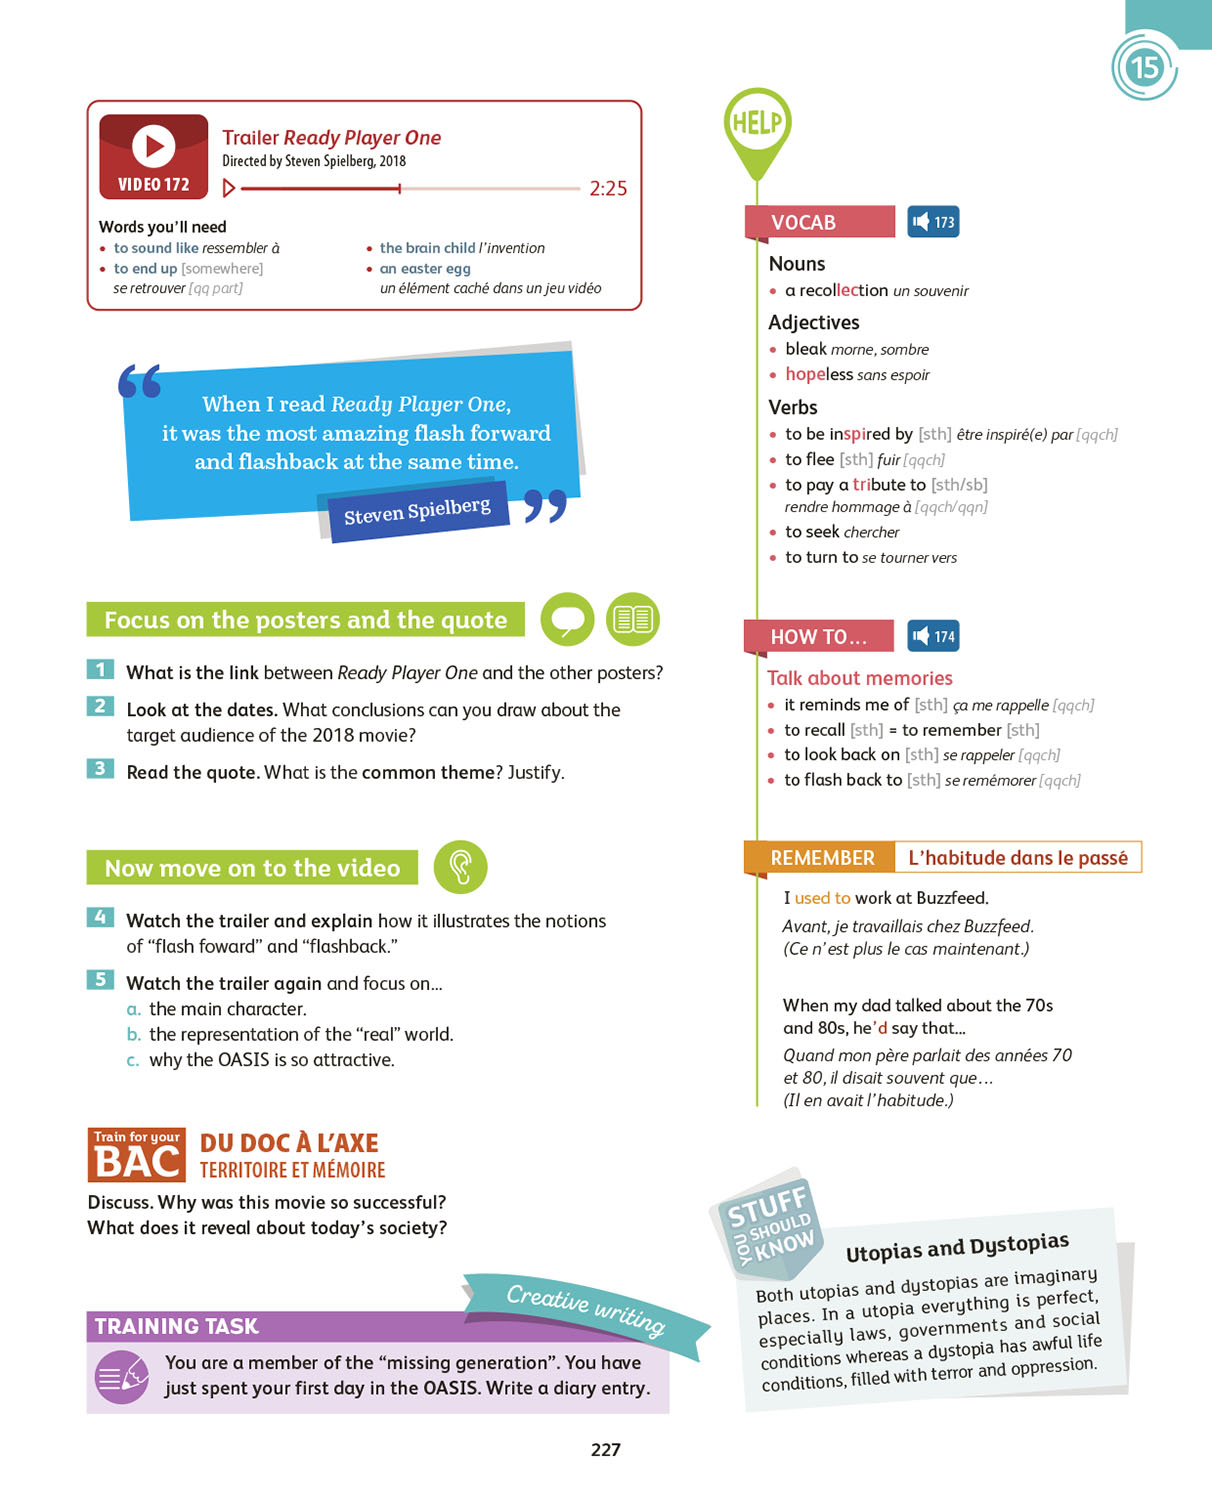 15
VIDEO 172
Trailer Ready Player One
Directed by Steven Spielberg, 2018
2:25
Words you'll need
• to sound like ressembler à
• to end up [somewhere]
se retrouver [qq part]
• the brain child l'invention
• an easter egg
un élément caché dans un jeu vidéo
“
When I read Ready Player One,
it was the most amazing flash forward
and flashback at the same time.
Steven Spielberg
”
Focus on the posters and the quote
1 What is the link between Ready Player One and the other posters?
2 Look at the dates. What conclusions can you draw about the
target audience of the 2018 movie?
3 Read the quote. What is the common theme? Justify.
Now move on to the video
4 Watch the trailer and explain how it illustrates the notions
of “flash foward” and “flashback.”
5 Watch the trailer again and focus on...
a. the main character.
b. the representation of the “real” world.
c. why the OASIS is so attractive.
Train for your
BAC
DU DOC À L'AXE
TERRITOIRE ET MÉMOIRE
Discuss. Why was this movie so successful?
What does it reveal about today's society?
Creative writing
TRAINING TASK
You are a member of the “missing generation”. You have
just spent your first day in the OASIS. Write a diary entry.
HELP
VOCAB
173
Nouns
• a recollection un souvenir
Adjectives
• bleak morne, sombre
• hopeless sans espoir
Verbs
• to be inspired by [sth] être inspiré(e) par [qqch]
• to flee [sth] fuir [qqch]
• to pay a tribute to [sth/sb]
rendre hommage à [qqch/qqn]
• to seek chercher
• to turn to se tourner vers
HOW TO...
174
Talk about memories
• it reminds me of [sth] ça me rappelle [qqch]
• to recall [sth] = to remember [sth]
• to look back on [sth] se rappeler [qqch]
• to flash back to [sth] se remémorer [qqch]
REMEMBER L'habitude dans le passé
I used to work at Buzzfeed.
Avant, je travaillais chez Buzzfeed.
(Ce n'est plus le cas maintenant.)
When my dad talked about the 70s
and 80s, he'd say that...
Quand mon père parlait des années 70
et 80, il disait souvent que...
(Il en avait l'habitude.)
STUFF
YOU SHOULD
KNOW
Utopias and Dystopias
Both utopias and dystopias are imaginary
places. In a utopia everything is perfect,
especially laws, governments and social
conditions whereas a dystopia has awful life
conditions, filled with terror and oppression.
227